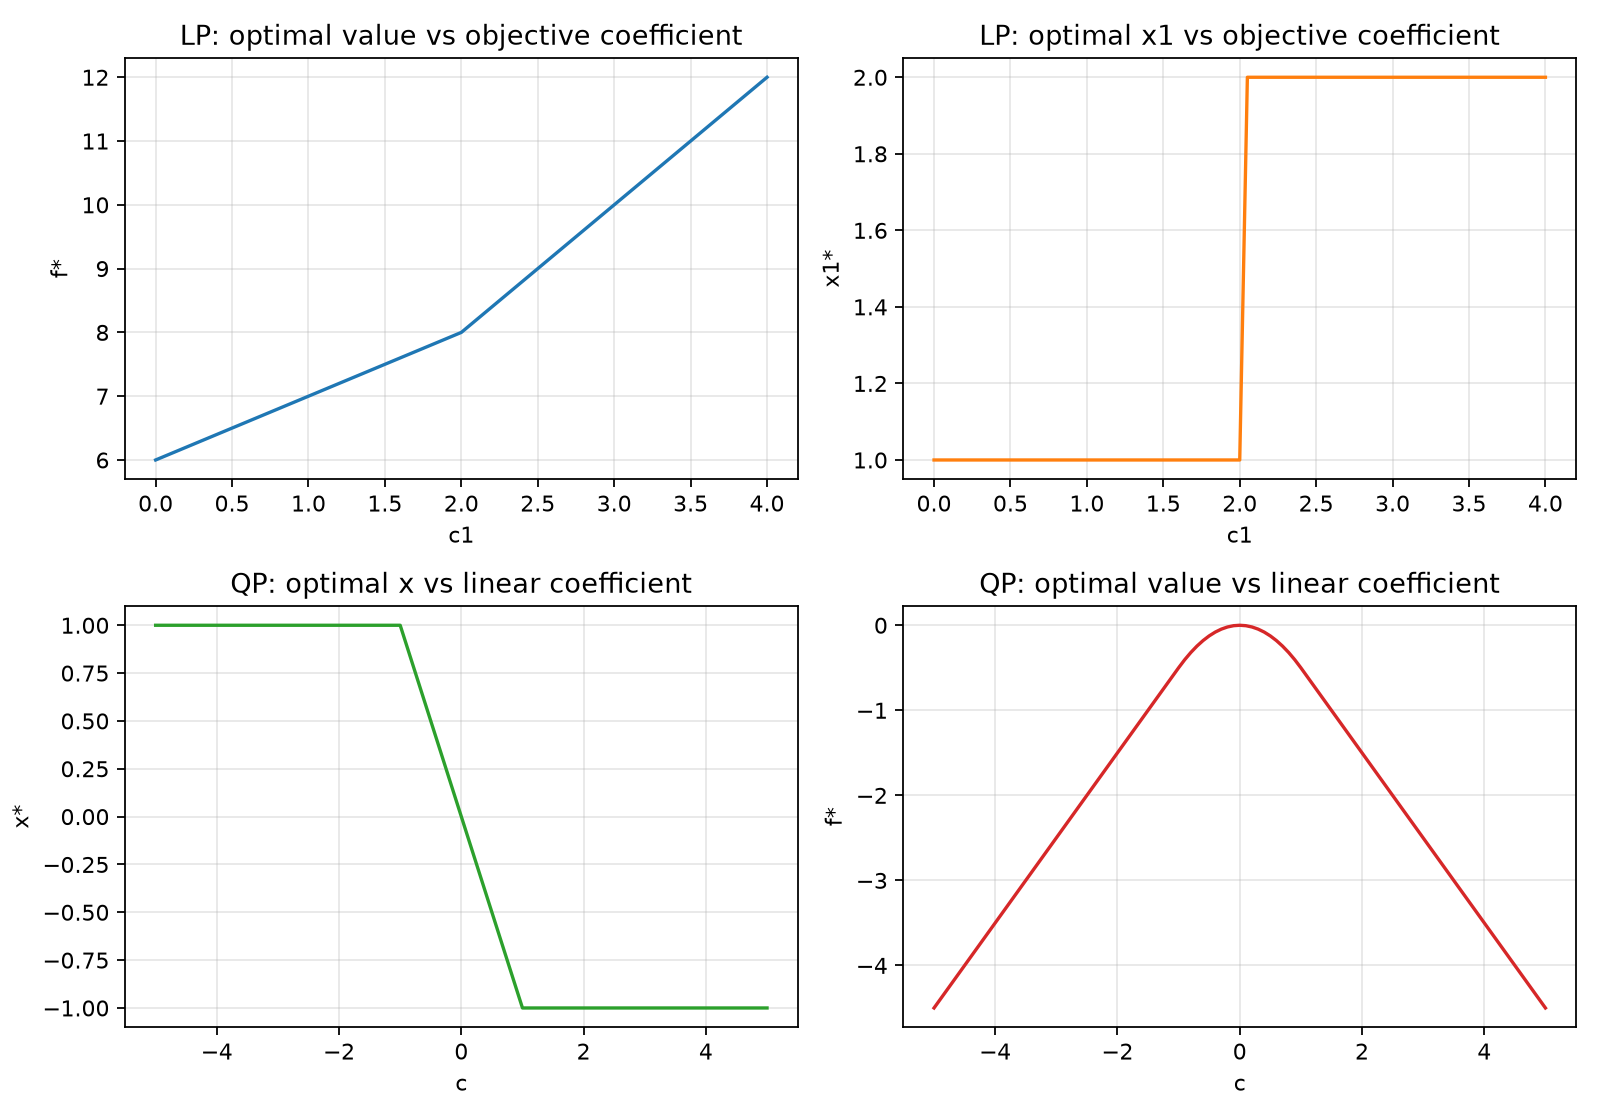 LP: optimal value vs objective coefficient
12
11
10
9
8
7
6
f*
0.0 0.5 1.0 1.5 2.0 2.5 3.0 3.5 4.0
c1
LP: optimal x1 vs objective coefficient
2.0
1.8
1.6
1.4
1.2
1.0
x1*
0.0 0.5 1.0 1.5 2.0 2.5 3.0 3.5 4.0
c1
QP: optimal x vs linear coefficient
1.00
0.75
0.50
0.25
0.00
−0.25
−0.50
−0.75
−1.00
x*
−4 −2 0 2 4
c
QP: optimal value vs linear coefficient
0
−1
−2
−3
−4
f*
−4 −2 0 2 4
c